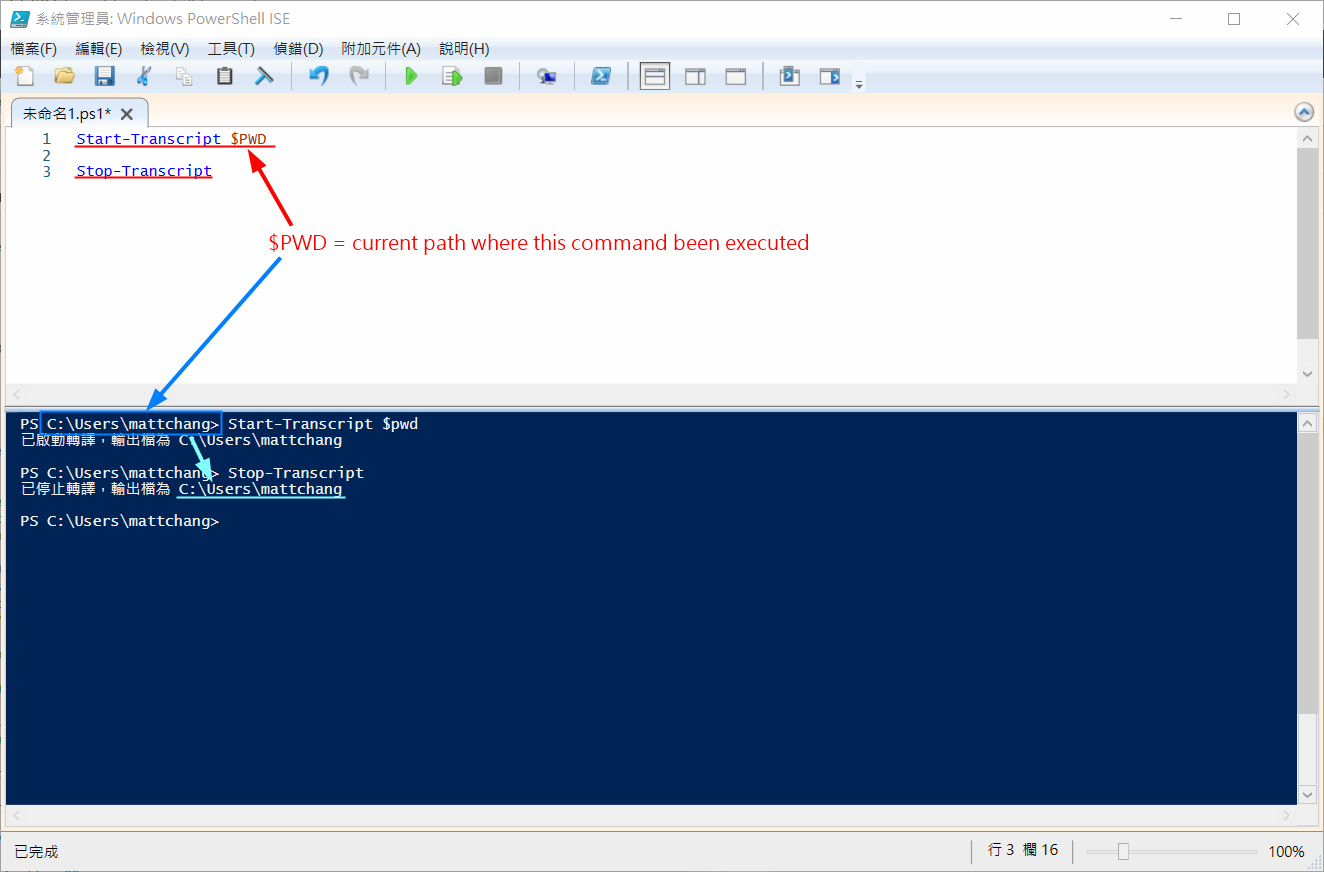 系統管理員: Windows PowerShell ISE
檔案(F) 編輯(E) 檢視(V) 工具(T) 偵錯(D) 附加元件(A) 說明(H)
未命名1.ps1*
1 Start-Transcript $PWD
2
3 Stop-Transcript
$PWD = current path where this command been executed
PS C:\Users\mattchang> Start-Transcript $pwd
已啟動轉譯，輸出檔為 C:\Users\mattchang
PS C:\Users\mattchang> Stop-Transcript
已停止轉譯，輸出檔為 C:\Users\mattchang
PS C:\Users\mattchang>
已完成 行 3 欄 16 100%